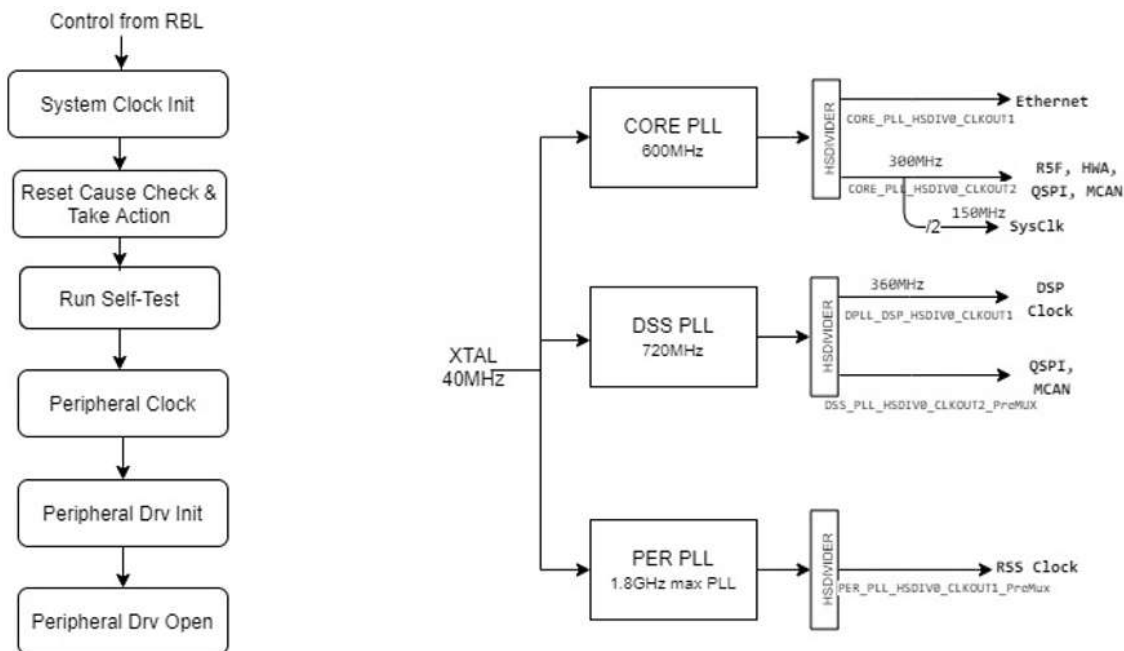 Control from RBL
System Clock Init
Reset Cause Check &
Take Action
Run Self-Test
Peripheral Clock
Peripheral Drv Init
Peripheral Drv Open
XTAL
40MHz
CORE PLL
600MHz
HSDIVIDER
Ethernet
CORE_PLL_HSDIV0_CLKOUT1
300MHz
R5F, HWA,
QSPI, MCAN
CORE_PLL_HSDIV0_CLKOUT2
/2
150MHz
SysClk
DSS PLL
720MHz
HSDIVIDER
360MHz
DSP
Clock
DPLL_DSP_HSDIV0_CLKOUT1
QSPI,
MCAN
DSS_PLL_HSDIV0_CLKOUT2_PreMUX
PER PLL
1.8GHz max PLL
HSDIVIDER
RSS Clock
PER_PLL_HSDIV0_CLKOUT1_PreMux